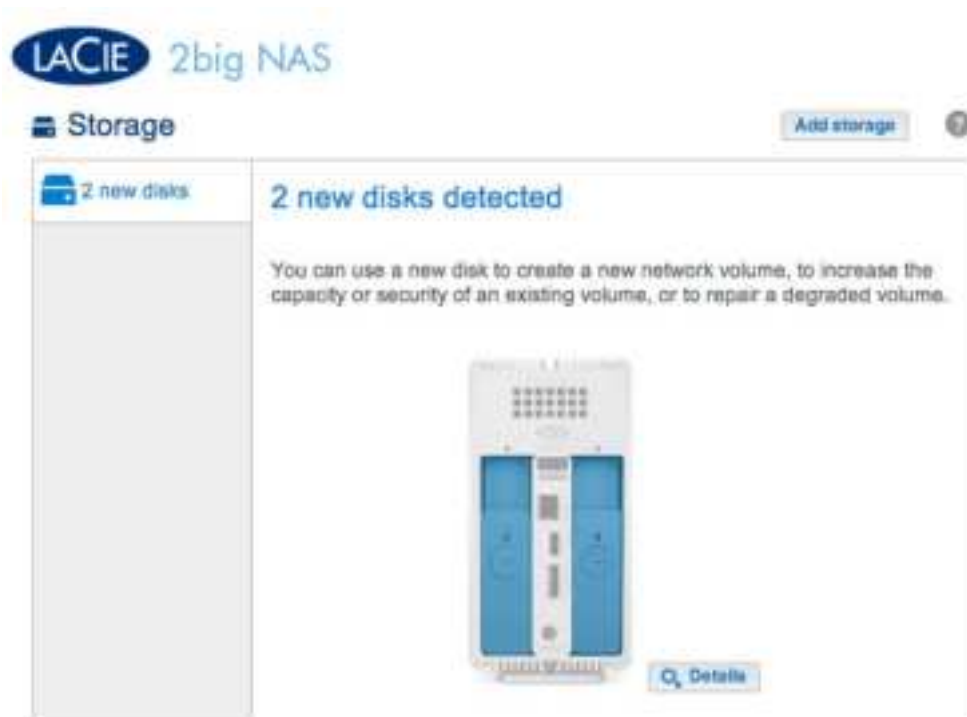 LACIE 2big NAS
Storage
Add storage
?
2 new disks
2 new disks detected
You can use a new disk to create a new network volume, to increase the
capacity or security of an existing volume, or to repair a degraded volume.
Details